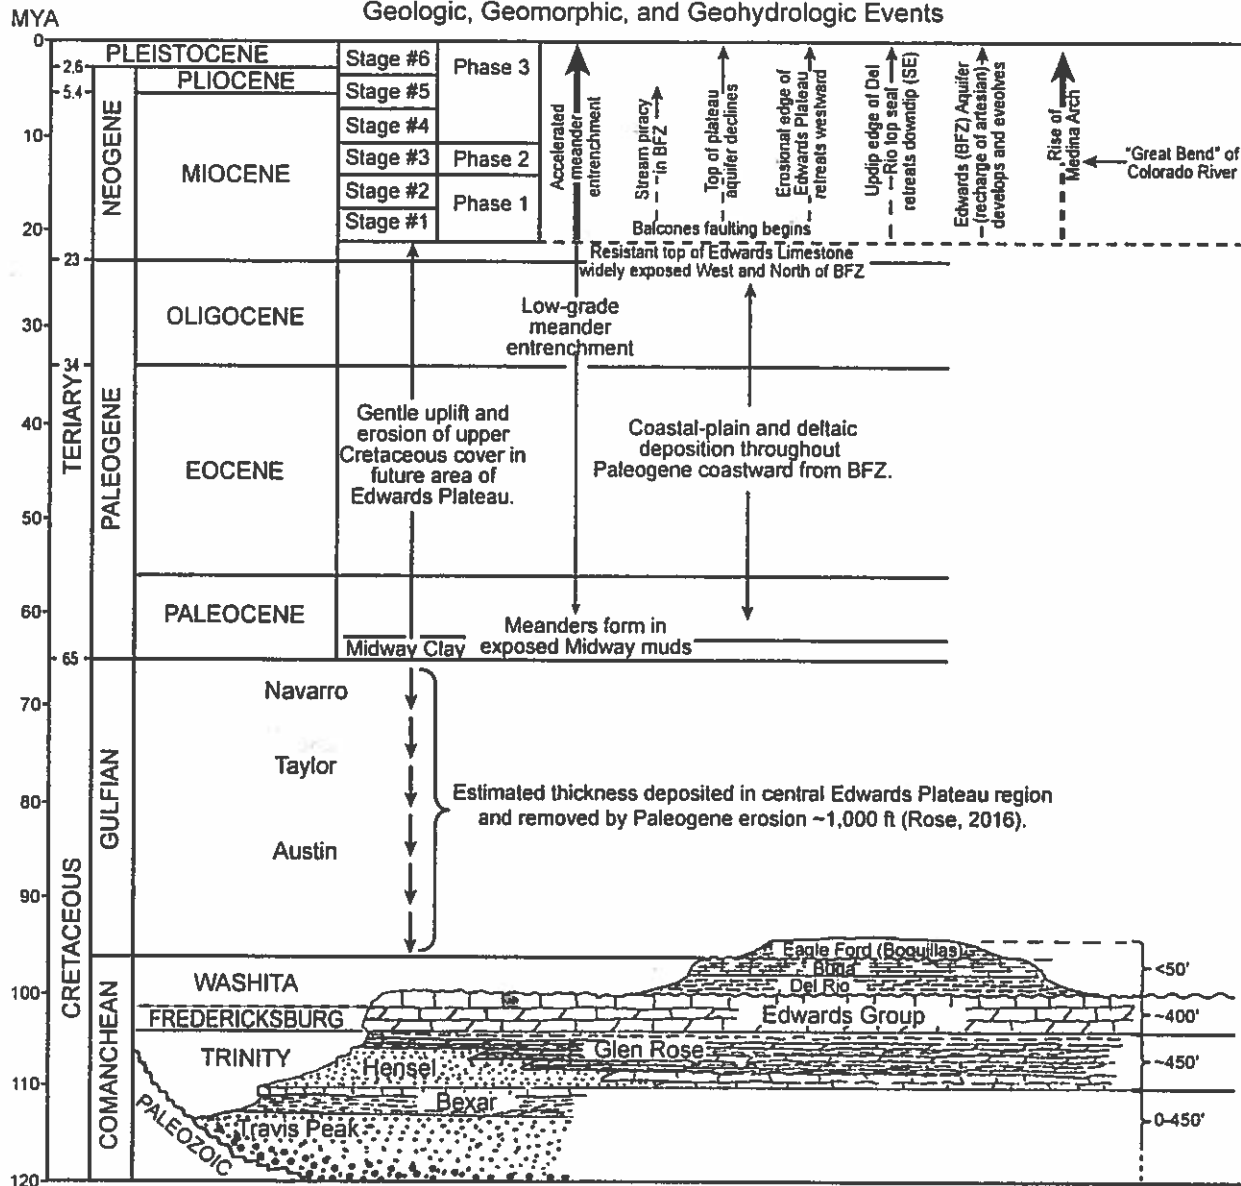 Geologic, Geomorphic, and Geohydrologic Events
MYA
0
2.6
5.4
10
20
23
30
34
40
50
60
65
70
80
90
100
110
120
TERIARY
CRETACEOUS
NEOGENE
PALEOGENE
GULFIAN
COMANCHEAN
PLEISTOCENE
PLIOCENE
MIOCENE
OLIGOCENE
EOCENE
PALEOCENE
WASHITA
FREDERICKSBURG
TRINITY
PALEOZOIC
Stage #6
Stage #5
Stage #4
Stage #3
Stage #2
Stage #1
Phase 3
Phase 2
Phase 1
Accelerated
meander
entrenchment
Stream piracy
in BFZ
Top of plateau
aquifer declines
Erosional edge of
Edwards Plateau
retreats westward
Updip edge of Del
Rio top seal
retreats downdip (SE)
Edwards (BFZ) Aquifer
(recharge of artesian)
develops and eveolves
Rise of
Medina Arch
"Great Bend" of
Colorado River
Balcones faulting begins
Resistant top of Edwards Limestone
widely exposed West and North of BFZ
Low-grade
meander
entrenchment
Gentle uplift and
erosion of upper
Cretaceous cover in
future area of
Edwards Plateau.
Coastal-plain and deltaic
deposition throughout
Paleogene coastward from BFZ.
Midway Clay
Meanders form in
exposed Midway muds
Navarro
Taylor
Austin
Estimated thickness deposited in central Edwards Plateau region
and removed by Paleogene erosion ~1,000 ft (Rose, 2016).
Eagle Ford (Boquillas)
Buda
Del Rio
Edwards Group
Glen Rose
Hensel
Bexar
Travis Peak
<50'
~400'
~450'
0-450'